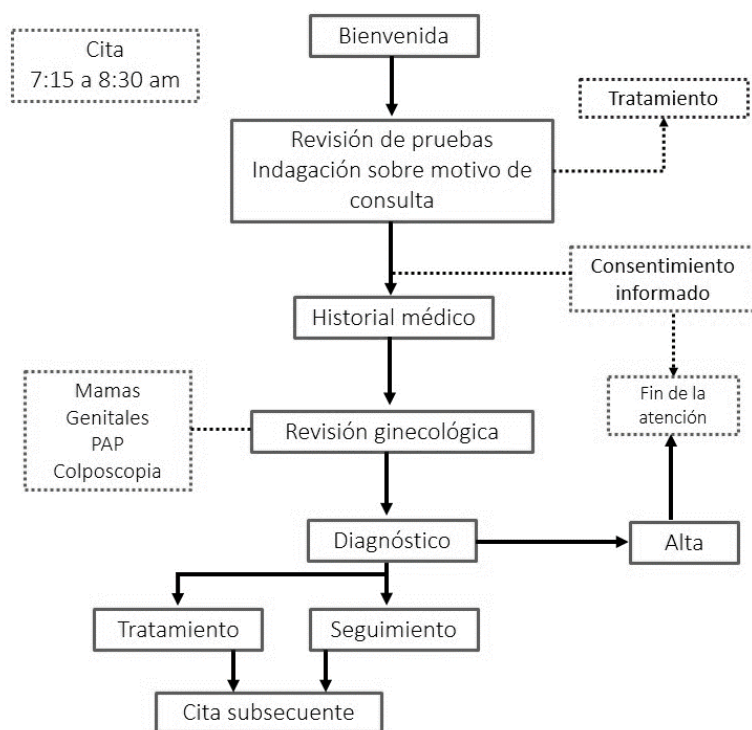 Cita
7:15 a 8:30 am
Bienvenida
Tratamiento
Revisión de pruebas
Indagación sobre motivo de
consulta
Consentimiento
informado
Historial médico
Mamas
Genitales
PAP
Colposcopia
Revisión ginecológica
Fin de la
atención
Diagnóstico
Alta
Tratamiento
Seguimiento
Cita subsecuente